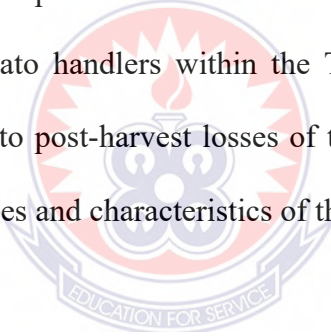 ato handlers within the T
to post-harvest losses of t
es and characteristics of th
EDUCATION FOR SERVICE